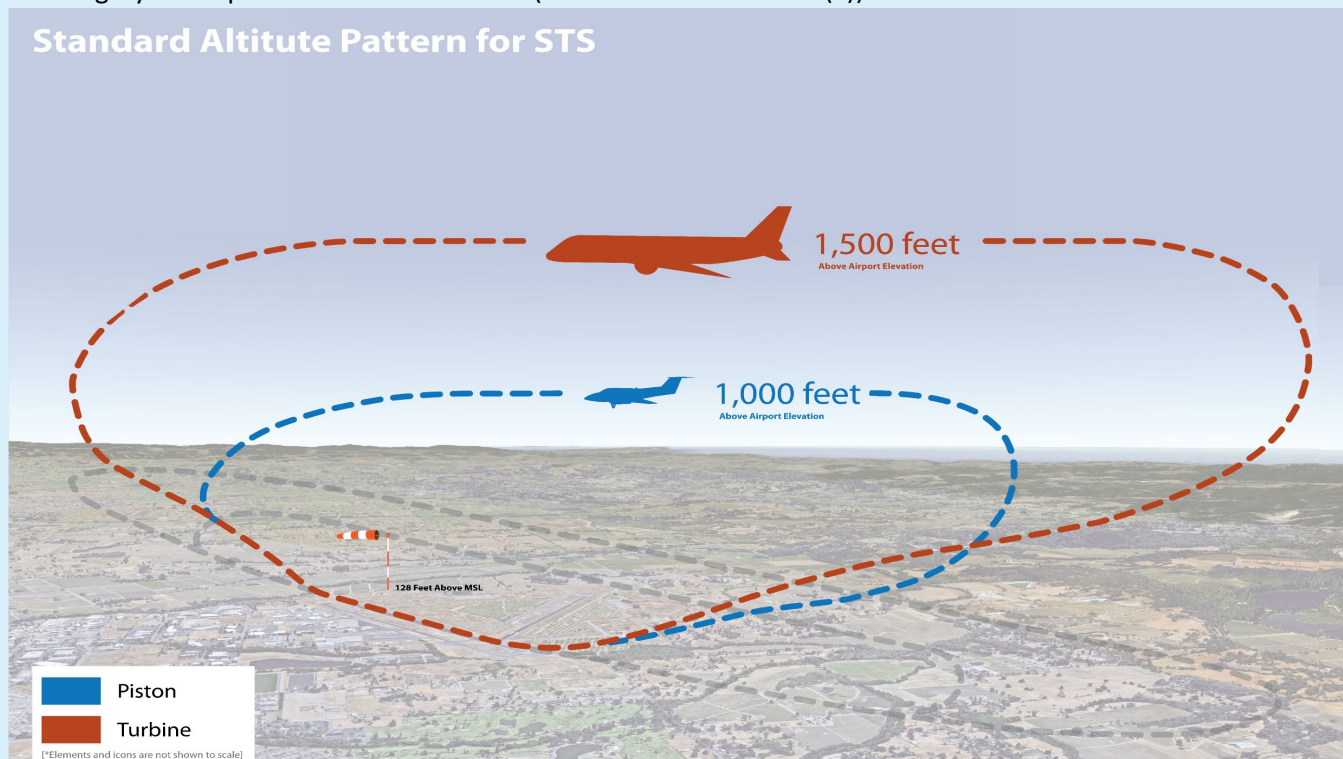 Standard Altitute Pattern for STS
1,500 feet
Above Airport Elevation
1,000 feet
Above Airport Elevation
128 Feet Above MSL
Piston
Turbine
[*Elements and icons are not shown to scale]